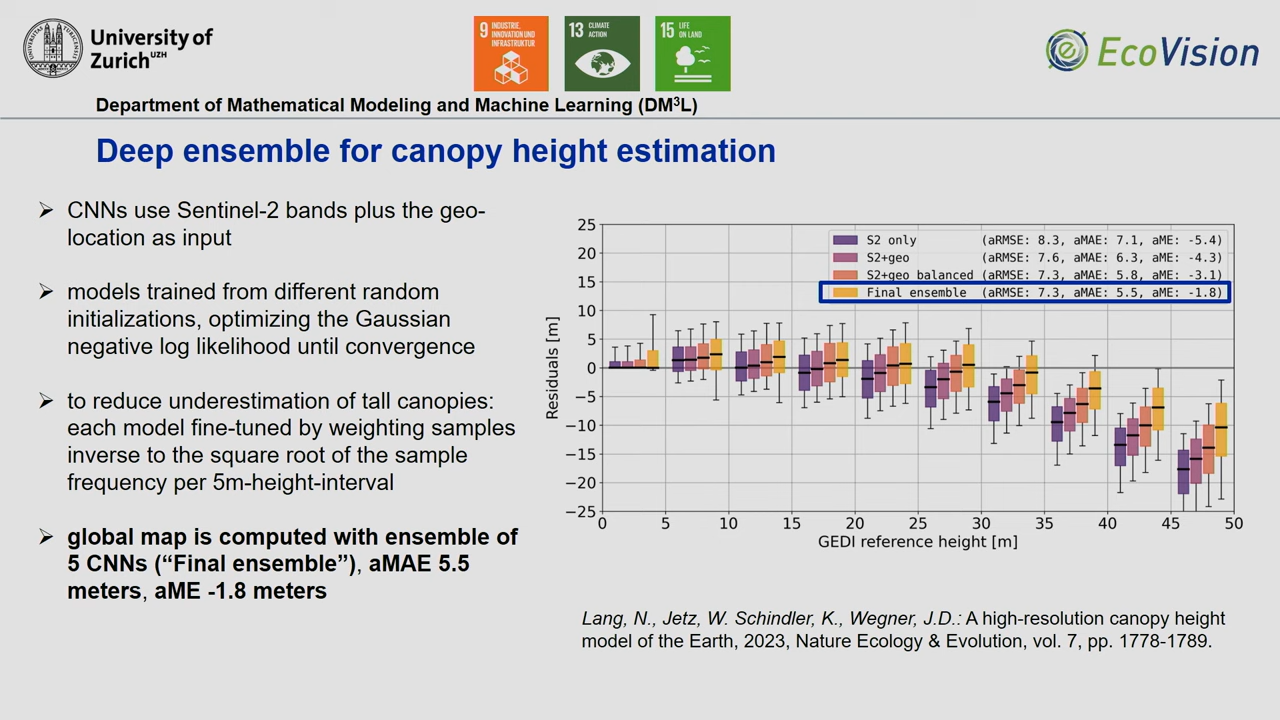 University of
Zurich UZH
9 INDUSTRIE, INNOVATION UND INFRASTRUKTUR
13 CLIMATE ACTION
15 LIFE ON LAND
EcoVision
Department of Mathematical Modeling and Machine Learning (DM³L)
Deep ensemble for canopy height estimation
➢ CNNs use Sentinel-2 bands plus the geo-
location as input
➢ models trained from different random
initializations, optimizing the Gaussian
negative log likelihood until convergence
➢ to reduce underestimation of tall canopies:
each model fine-tuned by weighting samples
inverse to the square root of the sample
frequency per 5m-height-interval
➢ global map is computed with ensemble of
5 CNNs (“Final ensemble”), aMAE 5.5
meters, aME -1.8 meters
S2 only (aRMSE: 8.3, aMAE: 7.1, aME: -5.4)
S2+geo (aRMSE: 7.6, aMAE: 6.3, aME: -4.3)
S2+geo balanced (aRMSE: 7.3, aMAE: 5.8, aME: -3.1)
Final ensemble (aRMSE: 7.3, aMAE: 5.5, aME: -1.8)
Residuals [m]
25
20
15
10
5
0
−5
−10
−15
−20
−25
0 5 10 15 20 25 30 35 40 45 50
GEDI reference height [m]
Lang, N., Jetz, W. Schindler, K., Wegner, J.D.: A high-resolution canopy height
model of the Earth, 2023, Nature Ecology & Evolution, vol. 7, pp. 1778-1789.